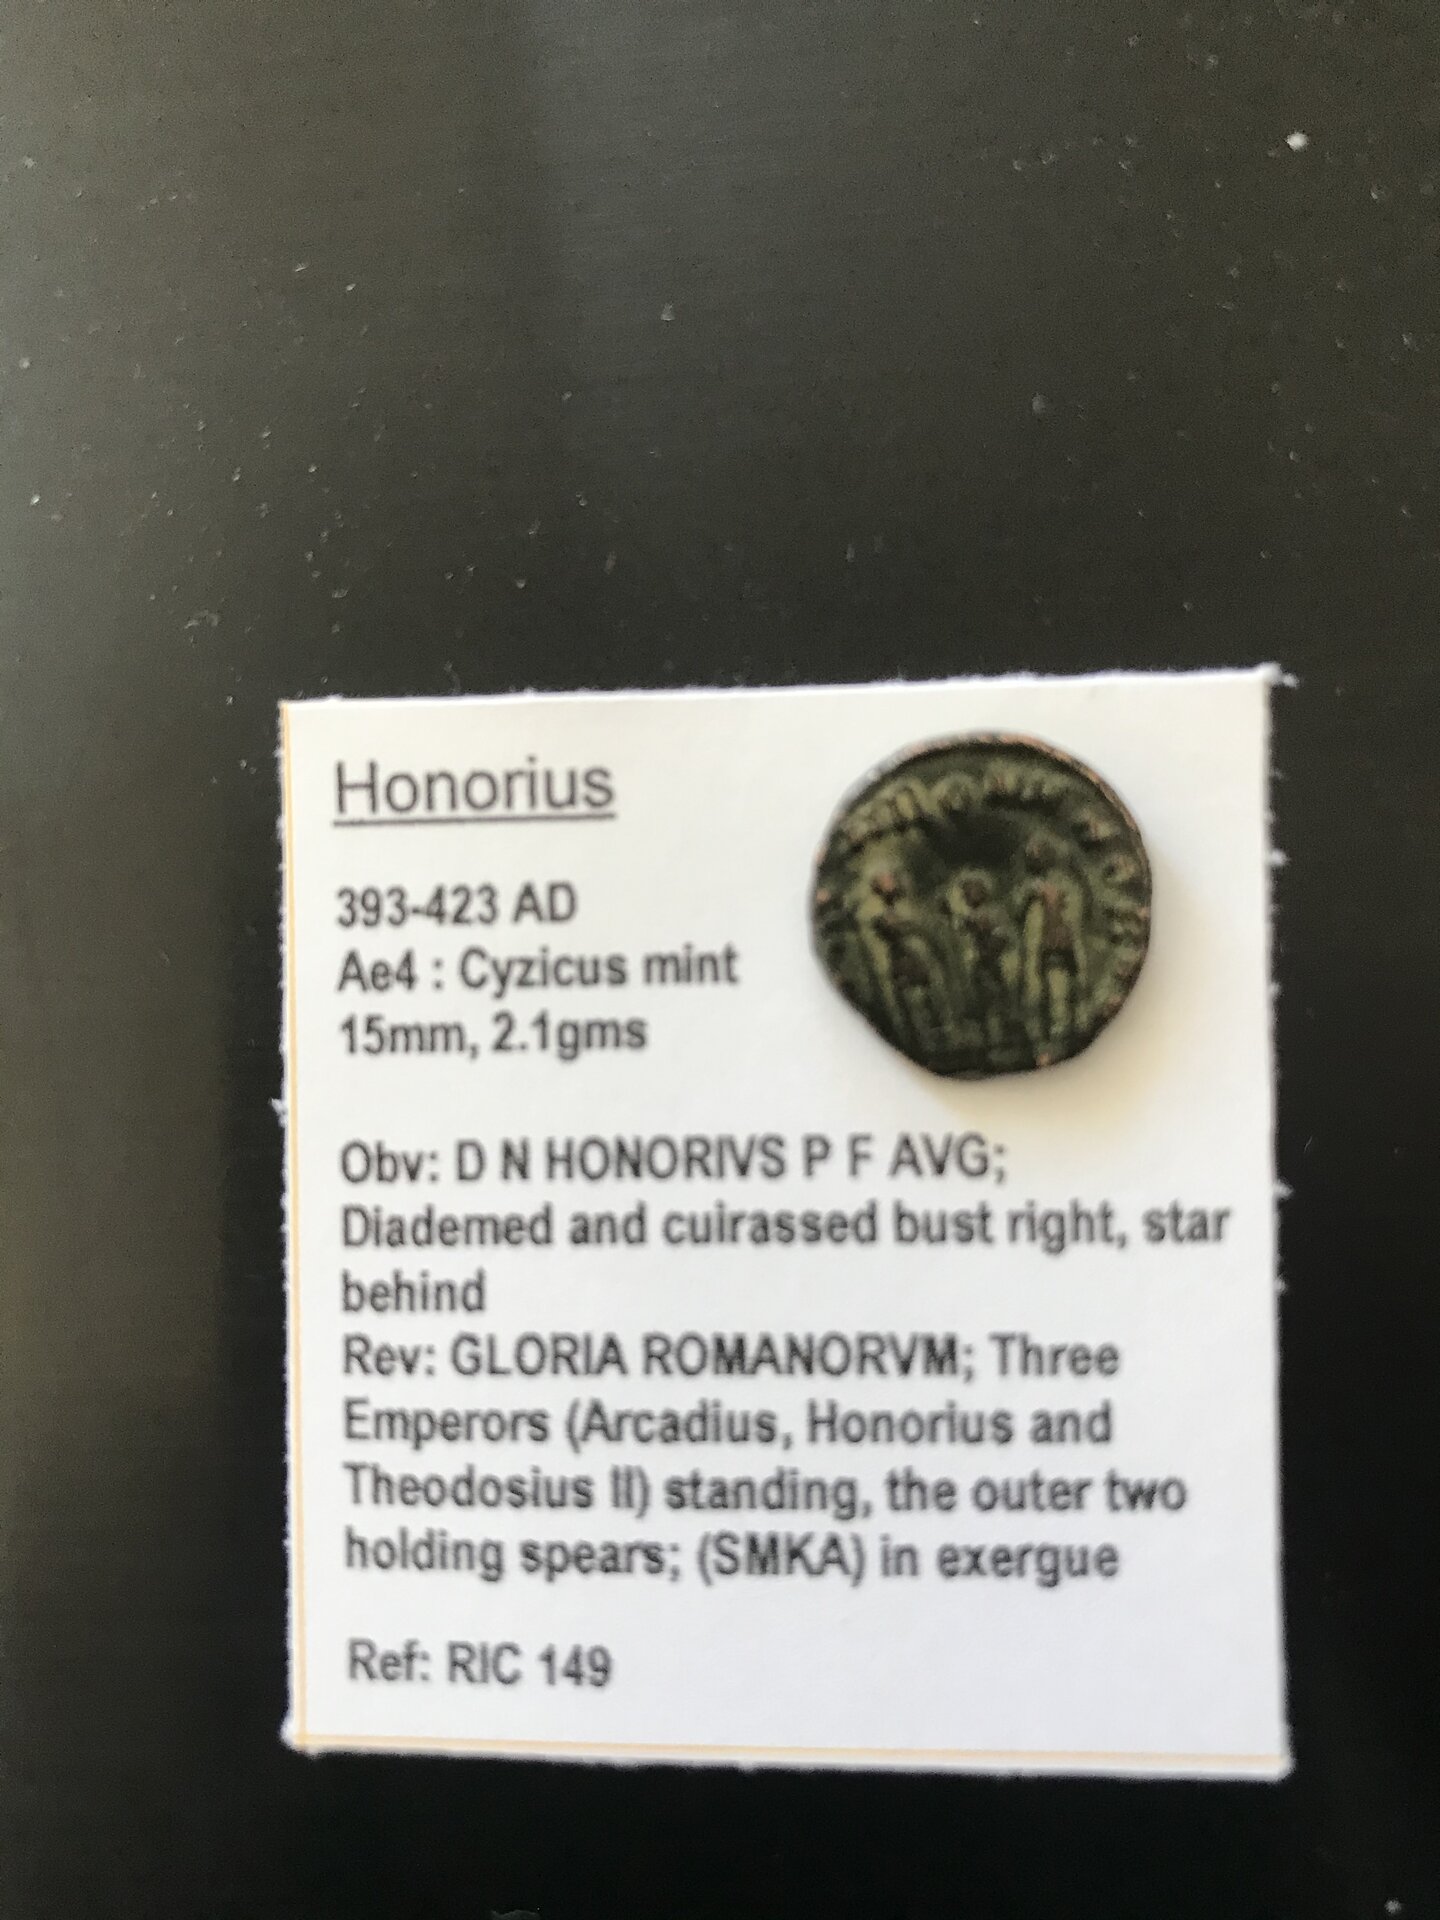 Honorius
393-423 AD
Ae4 : Cyzicus mint
15mm, 2.1gms
Obv: D N HONORIVS P F AVG;
Diademed and cuirassed bust right, star
behind
Rev: GLORIA ROMANORVM; Three
Emperors (Arcadius, Honorius and
Theodosius II) standing, the outer two
holding spears; (SMKA) in exergue
Ref: RIC 149